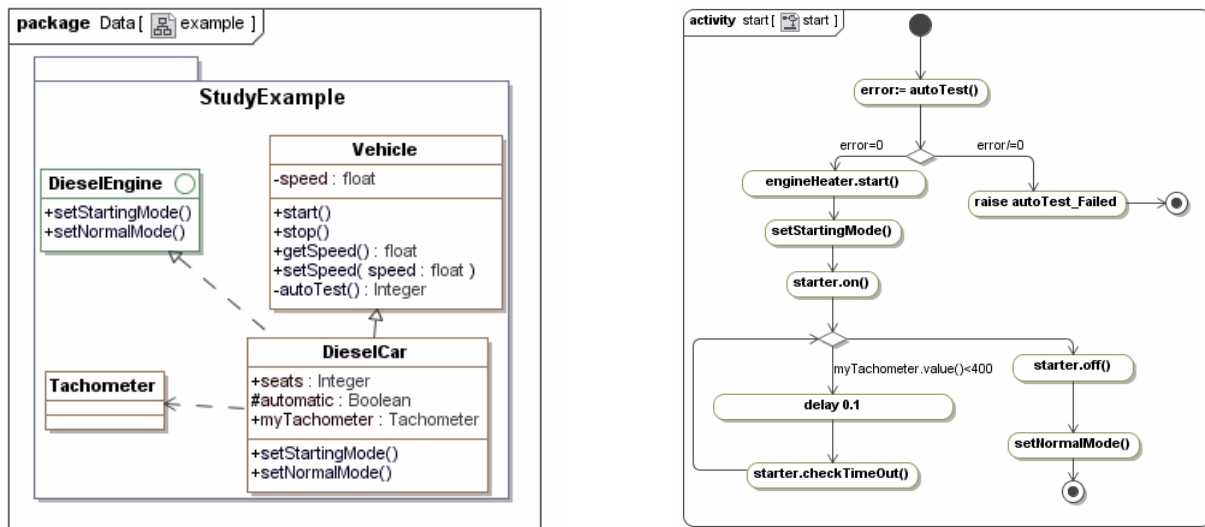 package Data [ example ]
StudyExample
DieselEngine
+setStartingMode()
+setNormalMode()
Vehicle
-speed : float
+start()
+stop()
+getSpeed() : float
+setSpeed( speed : float )
-autoTest() : Integer
Tachometer
DieselCar
+seats : Integer
#automatic : Boolean
+myTachometer : Tachometer
+setStartingMode()
+setNormalMode()
activity start [ start ]
error:= autoTest()
error=0
error/=0
engineHeater.start()
raise autoTest_Failed
setStartingMode()
starter.on()
myTachometer.value()<400
starter.off()
delay 0.1
setNormalMode()
starter.checkTimeOut()